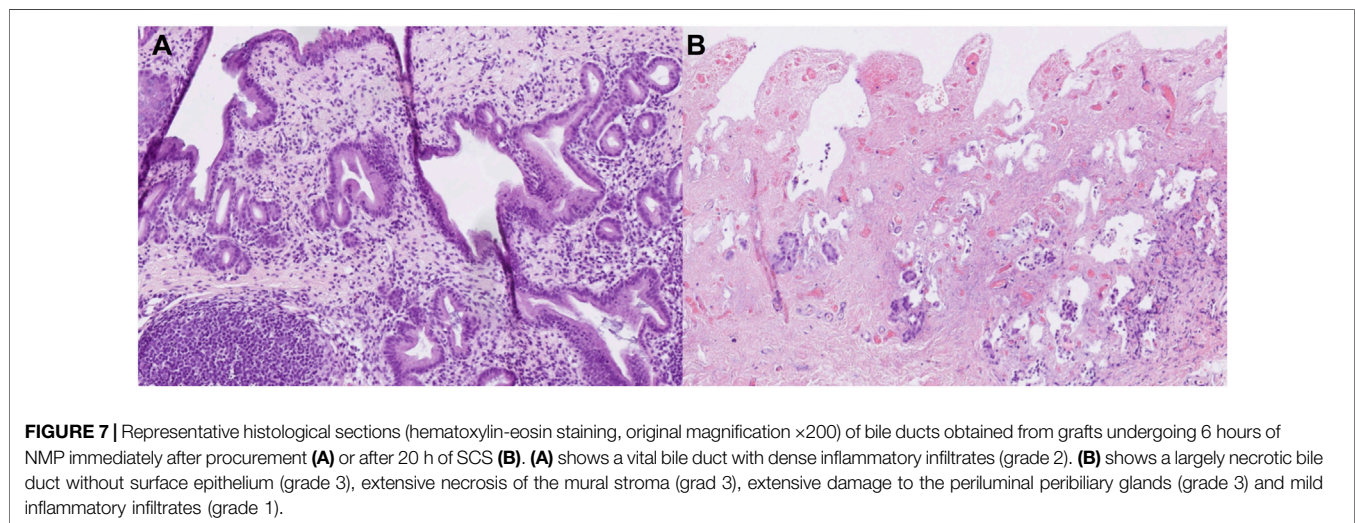 A
B
FIGURE 7 | Representative histological sections (hematoxylin-eosin staining, original magnification ×200) of bile ducts obtained from grafts undergoing 6 hours of
NMP immediately after procurement (A) or after 20 h of SCS (B). (A) shows a vital bile duct with dense inflammatory infiltrates (grade 2). (B) shows a largely necrotic bile
duct without surface epithelium (grade 3), extensive necrosis of the mural stroma (grad 3), extensive damage to the periluminal peribiliary glands (grade 3) and mild
inflammatory infiltrates (grade 1).